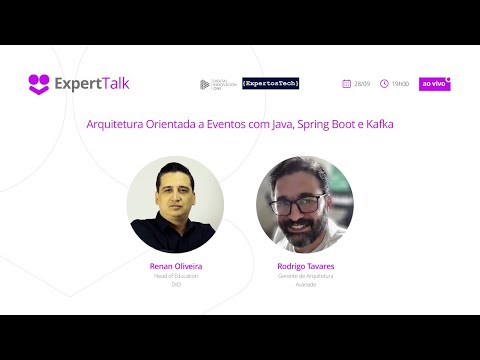 ExpertTalk
DIGITAL INNOVATION ONE
{ExpertosTech}
28/09
19h00
ao vivo
Arquitetura Orientada a Eventos com Java, Spring Boot e Kafka
Renan Oliveira
Head of Education
DIO
Rodrigo Tavares
Gerente de Arquitetura
Avanade